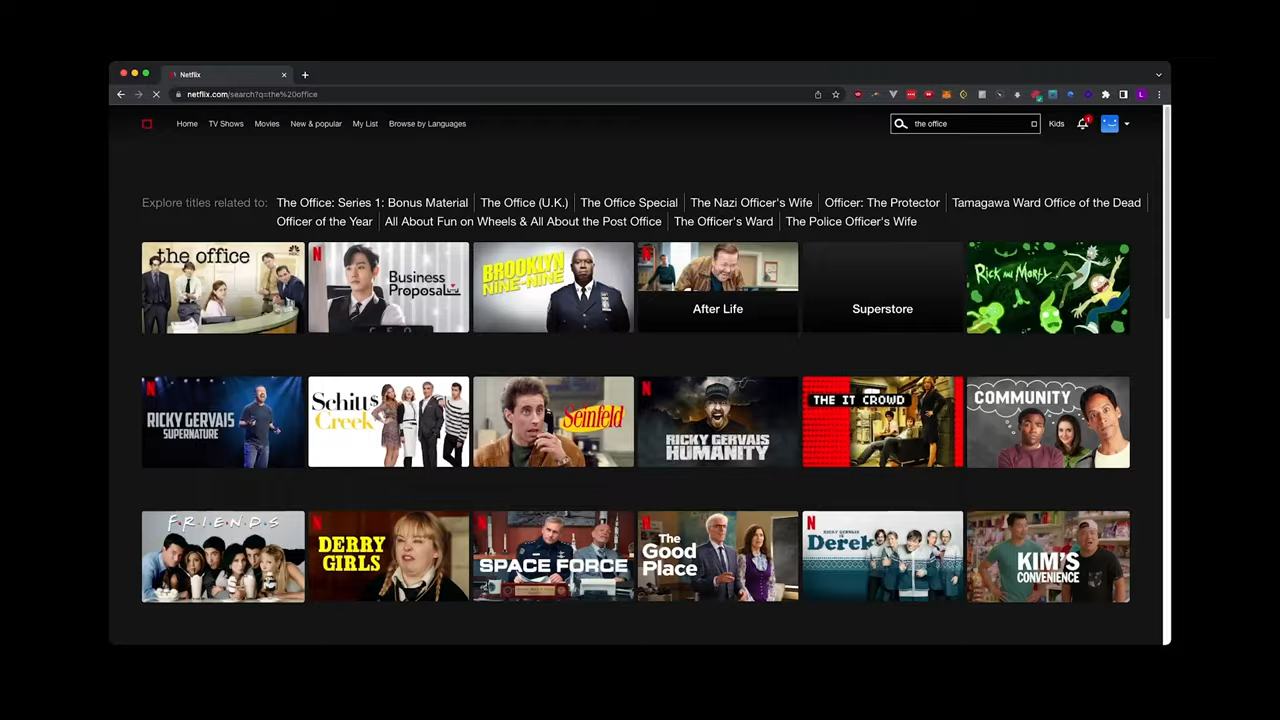 Netflix
netflix.com/search?q=the%20office
Home TV Shows Movies New & popular My List Browse by Languages
the office
Kids
1
L
Explore titles related to: The Office: Series 1: Bonus Material The Office (U.K.) The Office Special The Nazi Officer's Wife Officer: The Protector Tamagawa Ward Office of the Dead
Officer of the Year All About Fun on Wheels & All About the Post Office The Officer's Ward The Police Officer's Wife
the office
N
Business
Proposal
CEO
BROOKLYN
NINE-NINE
N
After Life
Superstore
RICK AND MORTY
N
RICKY GERVAIS
SUPERNATURE
Schitt$
Creek
Seinfeld
N
RICKY GERVAIS
HUMANITY
THE IT CROWD
COMMUNITY
F·R·I·E·N·D·S
N
DERRY
GIRLS
N
SPACE FORCE
N
The
Good
Place
N
RICKY GERVAIS IS
Derek
KIM'S
CONVENIENCE